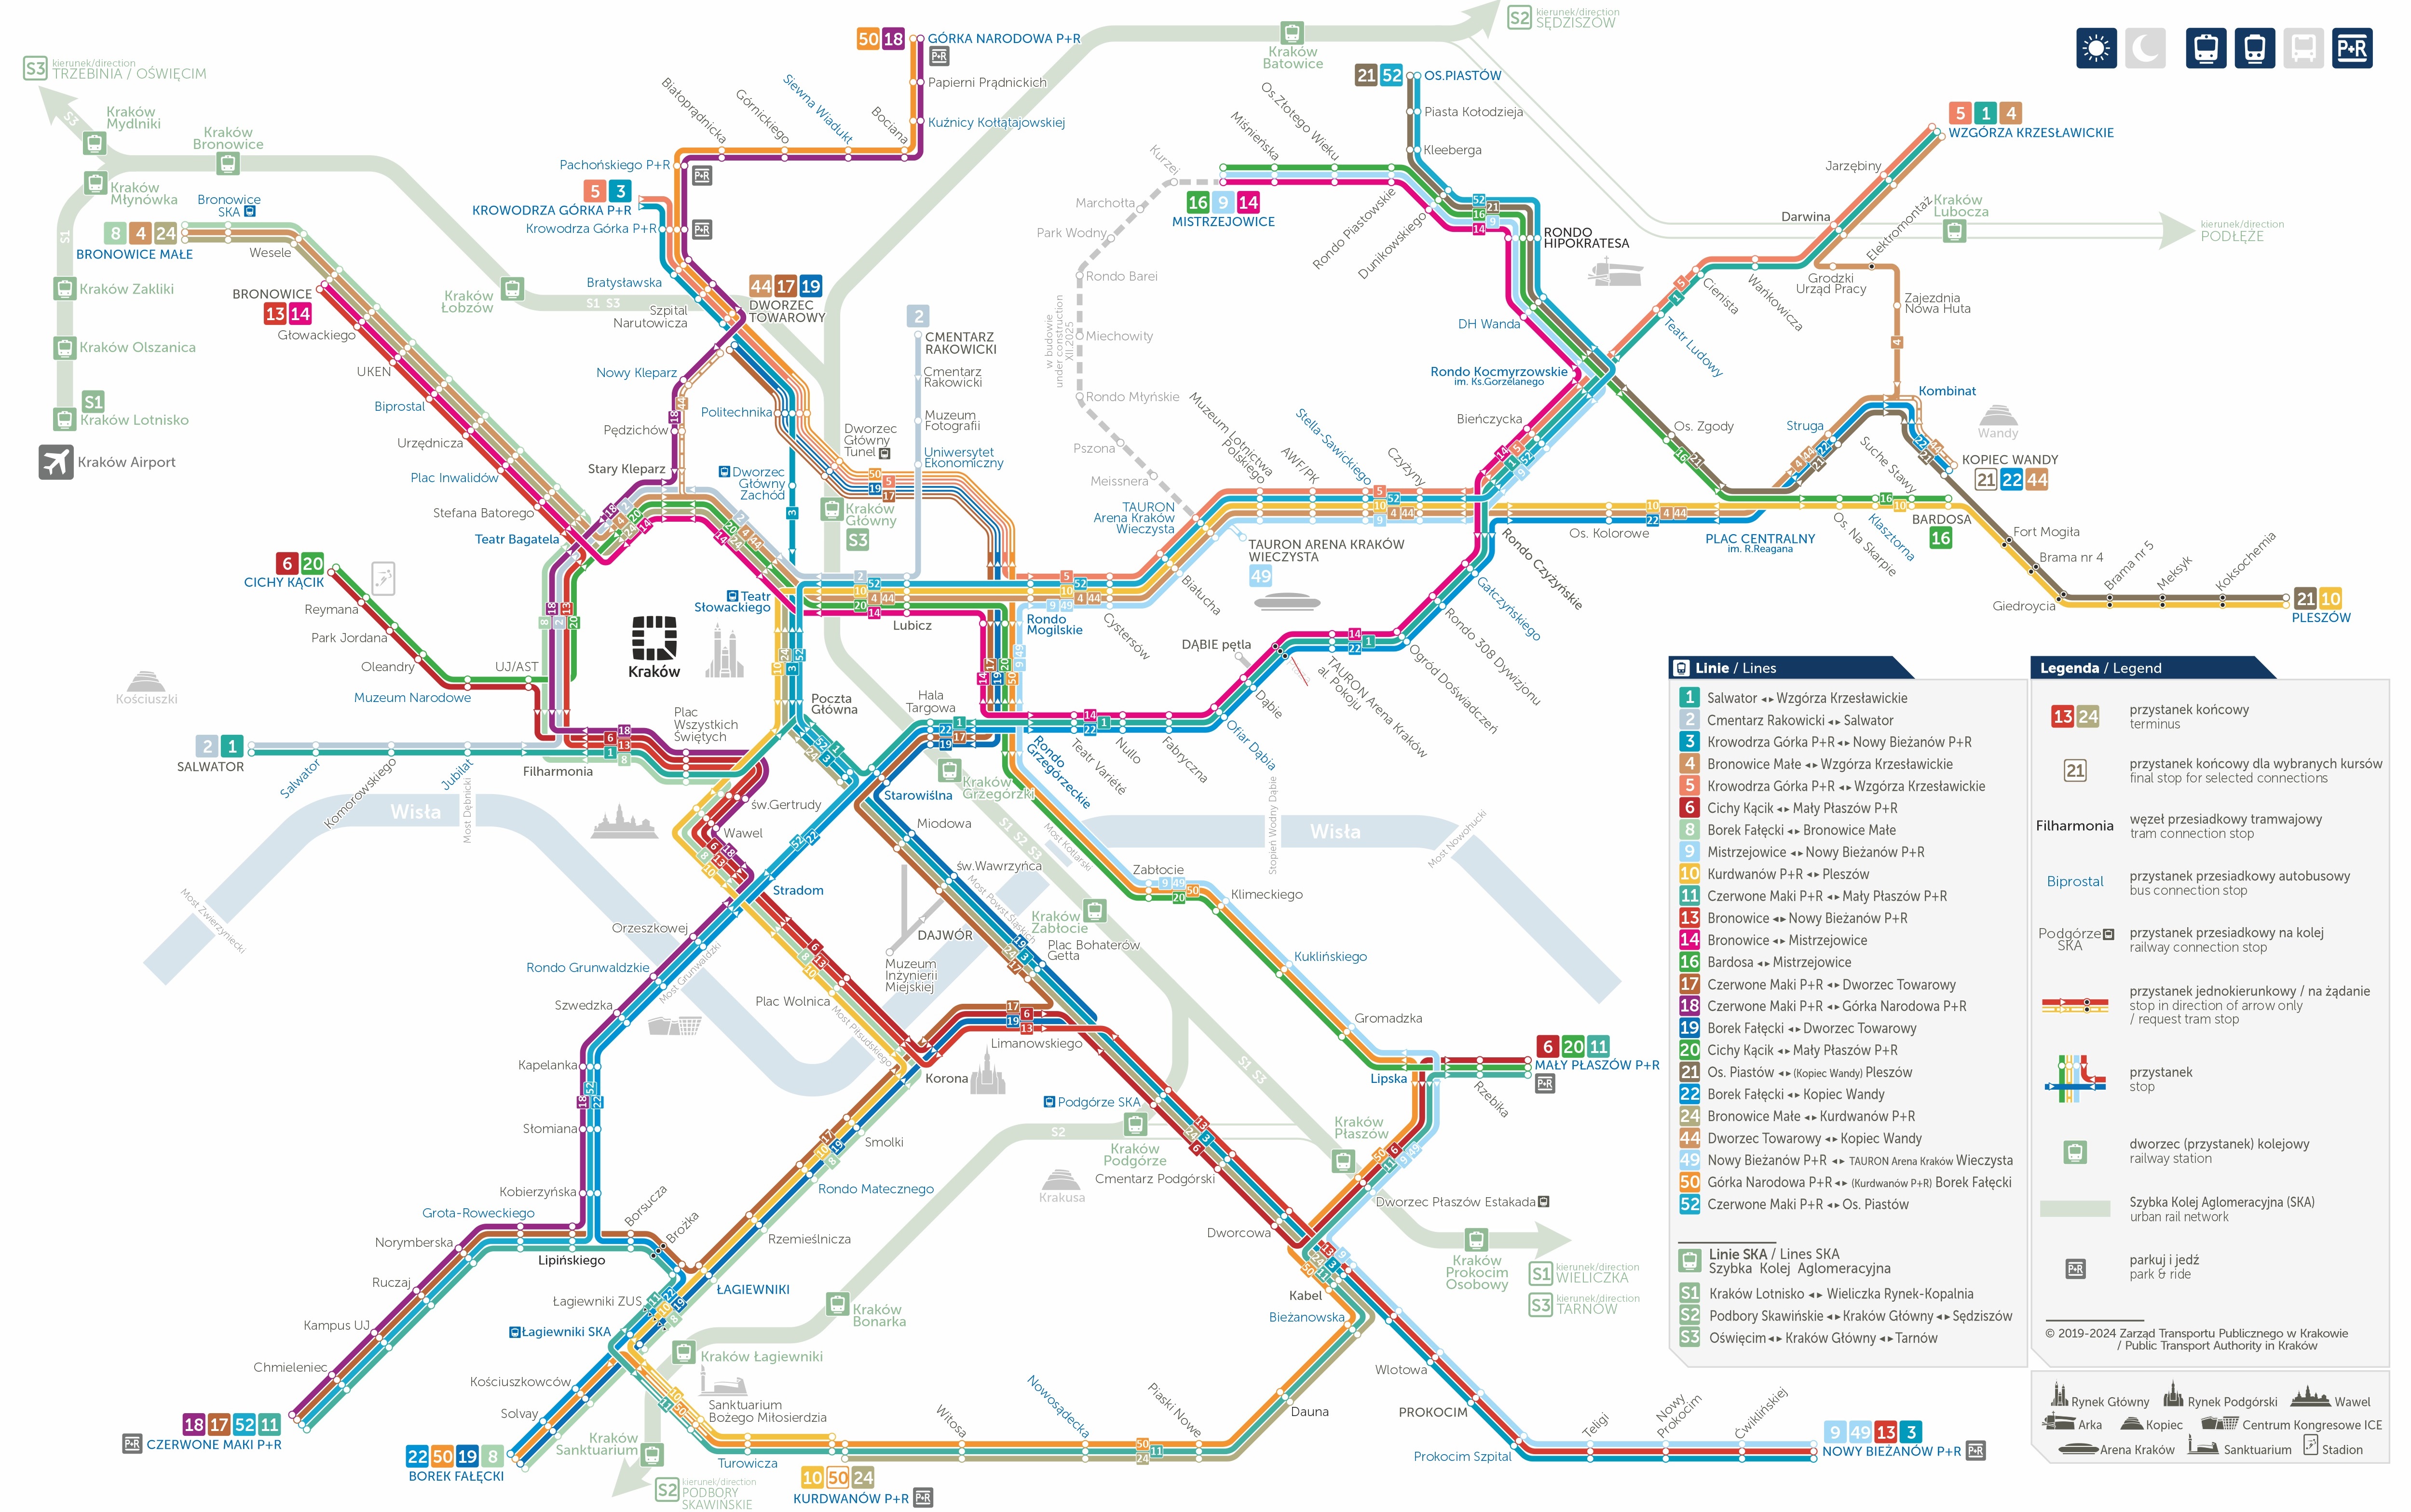 S3 kierunek/direction
TRZEBINIA / OŚWIĘCIM
S3
Kraków
Mydlniki
Kraków
Bronowice
Kraków
Młynówka
S1
Kraków Zakliki
Kraków Olszanica
S1
Kraków Lotnisko
Kraków Airport
Bronowice
SKA
8 4 24
BRONOWICE MAŁE
Wesele
BRONOWICE
13 14
Głowackiego
UKEN
Biprostal
Urzędnicza
Plac Inwalidów
Stefana Batorego
Teatr Bagatela
Kraków
Łobzów
S1 S3
50 18 GÓRKA NARODOWA P+R
P+R
Papierni Prądnickich
Kuźnicy Kołłątajowskiej
Białoprądnicka
Górnickiego
Siewna Wiadukt
Bociana
Pachońskiego P+R
P+R
5 3
KROWODRZA GÓRKA P+R
Krowodrza Górka P+R
P+R
Bratysławska
Szpital
Narutowicza
44 17 19
DWORZEC
TOWAROWY
Nowy Kleparz
Politechnika
Pędzichów
Stary Kleparz
Dworzec
Główny
Zachód
Dworzec
Główny
Tunel
Kraków
Główny
S3
2
CMENTARZ
RAKOWICKI
Cmentarz
Rakowicki
Muzeum
Fotografii
Uniwersytet
Ekonomiczny
S2 kierunek/direction
SĘDZISZÓW
Kraków
Batowice
21 52 OS.PIASTÓW
Piasta Kołodzieja
Kleeberga
Miśnieńska
Os.Złotego Wieku
Kurzei
16 9 14
MISTRZEJOWICE
Rondo Piastowskie
Dunikowskiego
RONDO
HIPOKRATESA
DH Wanda
Marchołta
Park Wodny
Rondo Barei
Miechowity
w budowie
under construction
XII.2025
Rondo Młyńskie
Pszona
Meissnera
Rondo Kocmyrzowskie
im. Ks.Gorzelanego
Bieńczycka
5 1 4
WZGÓRZA KRZESŁAWICKIE
Jarzębiny
Darwina
Elektromontaż
Kraków
Lubocza
kierunek/direction
PODŁĘŻE
Grodzki
Urząd Pracy
Wańkowicza
Cienista
Teatr Ludowy
Zajezdnia
Nowa Huta
Kombinat
Wandy
KOPIEC WANDY
21 22 44
Struga
Suche Stawy
Os. Zgody
PLAC CENTRALNY
im. R.Reagana
Os. Kolorowe
Os. Na Skarpie
Klasztorna
BARDOSA
16
Fort Mogiła
Brama nr 4
Giedroycia
Brama nr 5
Meksyk
Koksochemia
21 10
PLESZÓW
Muzeum Lotnictwa
Polskiego
AWF/PK
Stella-Sawickiego
Czyżyny
TAURON
Arena Kraków
Wieczysta
TAURON ARENA KRAKÓW
WIECZYSTA
49
Białucha
Cystersów
Rondo Czyżyńskie
Gałczyńskiego
Rondo 308 Dywizjonu
Ogród Doświadczeń
TAURON Arena Kraków
al. Pokoju
DĄBIE pętla
Dąbie
Ofiar Dąbia
Fabryczna
Nullo
Teatr Variété
Rondo
Grzegórzeckie
6 20
CICHY KĄCIK
Reymana
Park Jordana
Oleandry
UJ/AST
Muzeum Narodowe
Kościuszki
2 1
SALWATOR
Salwator
Komorowskiego
Jubilat
Filharmonia
Kraków
Teatr
Słowackiego
Lubicz
Rondo
Mogilskie
Poczta
Główna
Plac
Wszystkich
Świętych
Hala
Targowa
Kraków
Grzegórzki
św.Gertrudy
Wawel
Starowiślna
Miodowa
św.Wawrzyńca
S1 S2 S3
Wisła
Most Dębnicki
Most Zwierzyniecki
Most Kotlarski
Stopień Wodny Dąbie
Wisła
Most Nowohucki
Stradom
Orzeszkowej
Rondo Grunwaldzkie
Most Grunwaldzki
Szwedzka
Kapelanka
Słomiana
Kobierzyńska
Grota-Roweckiego
Norymberska
Ruczaj
Kampus UJ
Chmieleniec
18 17 52 11
P+R CZERWONE MAKI P+R
Lipińskiego
Borsucza
Brożka
ŁAGIEWNIKI
Łagiewniki ZUS
Łagiewniki SKA
Kościuszkowców
Solvay
22 50 19 8
BOREK FAŁĘCKI
DAJWÓR
Muzeum
Inżynierii
Miejskiej
Most Powst.Śląskich
Kraków
Zabłocie
Plac Bohaterów
Getta
Plac Wolnica
Most Piłsudskiego
Korona
Limanowskiego
Smolki
Rondo Matecznego
Rzemieślnicza
Krakusa
S2
Podgórze SKA
Kraków
Podgórze
Cmentarz Podgórski
Dworcowa
Zabłocie
Klimeckiego
Kuklińskiego
Gromadzka
Lipska
Rzebika
6 20 11
MAŁY PŁASZÓW P+R
P+R
S1 S3
Kraków
Płaszów
Dworzec Płaszów Estakada
Kraków
Prokocim
Osobowy
S1 kierunek/direction
WIELICZKA
S3 kierunek/direction
TARNÓW
Kabel
Bieżanowska
Kraków
Bonarka
Kraków Łagiewniki
Sanktuarium
Bożego Miłosierdzia
Kraków
Sanktuarium
S2 kierunek/direction
PODBORY
SKAWIŃSKIE
Turowicza
10 50 24
KURDWANÓW P+R P+R
Witosa
Nowosądecka
Piaski Nowe
Dauna
Wlotowa
PROKOCIM
Prokocim Szpital
Teligi
Nowy
Prokocim
Ćwiklińskiej
9 49 13 3
NOWY BIEŻANÓW P+R P+R
P+R
Linie / Lines
1 Salwator ◄► Wzgórza Krzesławickie
2 Cmentarz Rakowicki ◄► Salwator
3 Krowodrza Górka P+R ◄► Nowy Bieżanów P+R
4 Bronowice Małe ◄► Wzgórza Krzesławickie
5 Krowodrza Górka P+R ◄► Wzgórza Krzesławickie
6 Cichy Kącik ◄► Mały Płaszów P+R
8 Borek Fałęcki ◄► Bronowice Małe
9 Mistrzejowice ◄► Nowy Bieżanów P+R
10 Kurdwanów P+R ◄► Pleszów
11 Czerwone Maki P+R ◄► Mały Płaszów P+R
13 Bronowice ◄► Nowy Bieżanów P+R
14 Bronowice ◄► Mistrzejowice
16 Bardosa ◄► Mistrzejowice
17 Czerwone Maki P+R ◄► Dworzec Towarowy
18 Czerwone Maki P+R ◄► Górka Narodowa P+R
19 Borek Fałęcki ◄► Dworzec Towarowy
20 Cichy Kącik ◄► Mały Płaszów P+R
21 Os. Piastów ◄► (Kopiec Wandy) Pleszów
22 Borek Fałęcki ◄► Kopiec Wandy
24 Bronowice Małe ◄► Kurdwanów P+R
44 Dworzec Towarowy ◄► Kopiec Wandy
49 Nowy Bieżanów P+R ◄► TAURON Arena Kraków Wieczysta
50 Górka Narodowa P+R ◄► (Kurdwanów P+R) Borek Fałęcki
52 Czerwone Maki P+R ◄► Os. Piastów
Linie SKA / Lines SKA
Szybka Kolej Aglomeracyjna
S1 Kraków Lotnisko ◄► Wieliczka Rynek-Kopalnia
S2 Podbory Skawińskie ◄► Kraków Główny ◄► Sędziszów
S3 Oświęcim ◄► Kraków Główny ◄► Tarnów
Legenda / Legend
13 24 przystanek końcowy
terminus
21 przystanek końcowy dla wybranych kursów
final stop for selected connections
Filharmonia węzeł przesiadkowy tramwajowy
tram connection stop
Biprostal przystanek przesiadkowy autobusowy
bus connection stop
Podgórze SKA przystanek przesiadkowy na kolej
railway connection stop
przystanek jednokierunkowy / na żądanie
stop in direction of arrow only
/ request tram stop
przystanek
stop
dworzec (przystanek) kolejowy
railway station
Szybka Kolej Aglomeracyjna (SKA)
urban rail network
P+R parkuj i jedź
park & ride
© 2019-2024 Zarząd Transportu Publicznego w Krakowie
/ Public Transport Authority in Kraków
Rynek Główny Rynek Podgórski Wawel
Arka Kopiec Centrum Kongresowe ICE
Arena Kraków Sanktuarium Stadion